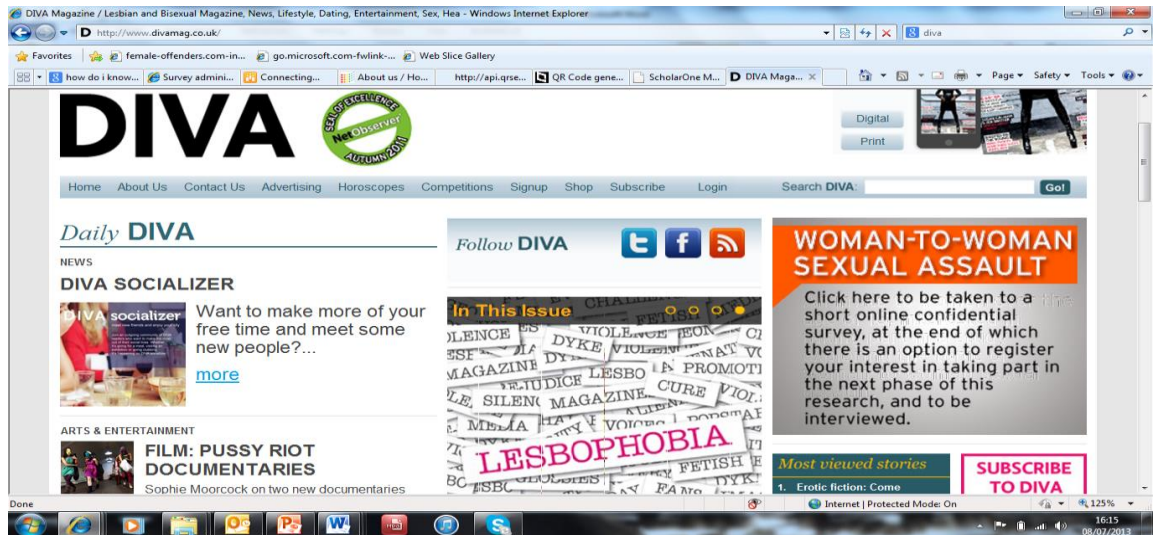 DIVA Magazine / Lesbian and Bisexual Magazine, News, Lifestyle, Dating, Entertainment, Sex, Hea - Windows Internet Explorer
http://www.divamag.co.uk/
diva
Favorites female-offenders.com-in... go.microsoft.com-fwlink-... Web Slice Gallery
how do i know... Survey admini... Connecting... About us / Ho... http://api.qrse... QR Code gene... ScholarOne M... DIVA Maga... Page Safety Tools
DIVA
SEAL OF EXCELLENCE
NetObserver
AUTUMN 2011
Digital
Print
Home About Us Contact Us Advertising Horoscopes Competitions Signup Shop Subscribe Login Search DIVA: Go!
Daily DIVA
NEWS
DIVA SOCIALIZER
DIVA socializer
Want to make more of your
free time and meet some
new people?...
more
ARTS & ENTERTAINMENT
FILM: PUSSY RIOT
DOCUMENTARIES
Sophie Moorcock on two new documentaries
Follow DIVA
In This Issue
DYKE
MAGAZINE
LESBO
PROMOTI
CURE
SILENC
MAGAZINE
MEDIA
VOICE
LESBOPHOBIA
FETISH
WOMAN-TO-WOMAN
SEXUAL ASSAULT
Click here to be taken to a
short online confidential
survey, at the end of which
there is an option to register
your interest in taking part in
the next phase of this
research, and to be
interviewed.
Most viewed stories
1. Erotic fiction: Come
SUBSCRIBE
TO DIVA
Done Internet | Protected Mode: On 125%
16:15
08/07/2013